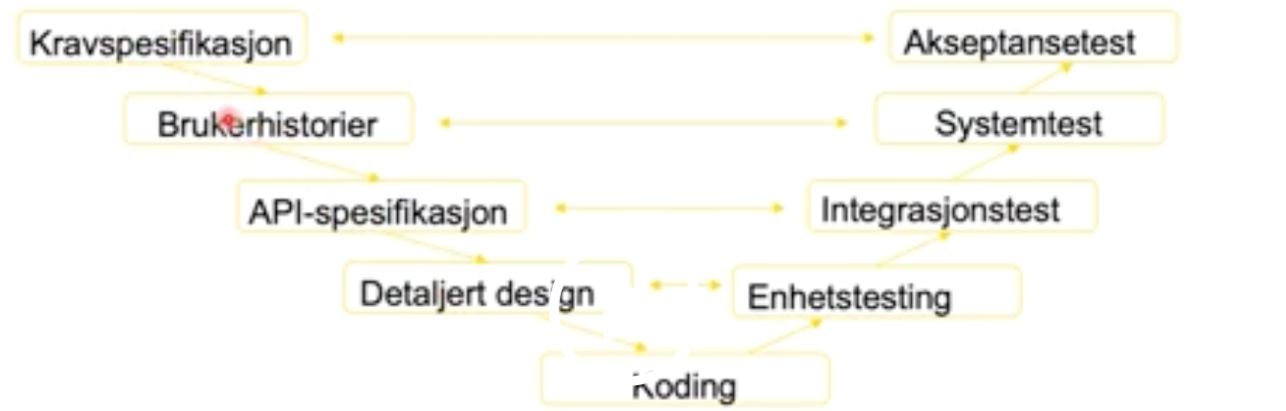 Kravspesifikasjon
Akseptansetest
Brukerhistorier
Systemtest
API-spesifikasjon
Integrasjonstest
Detaljert design
Enhetstesting
Koding